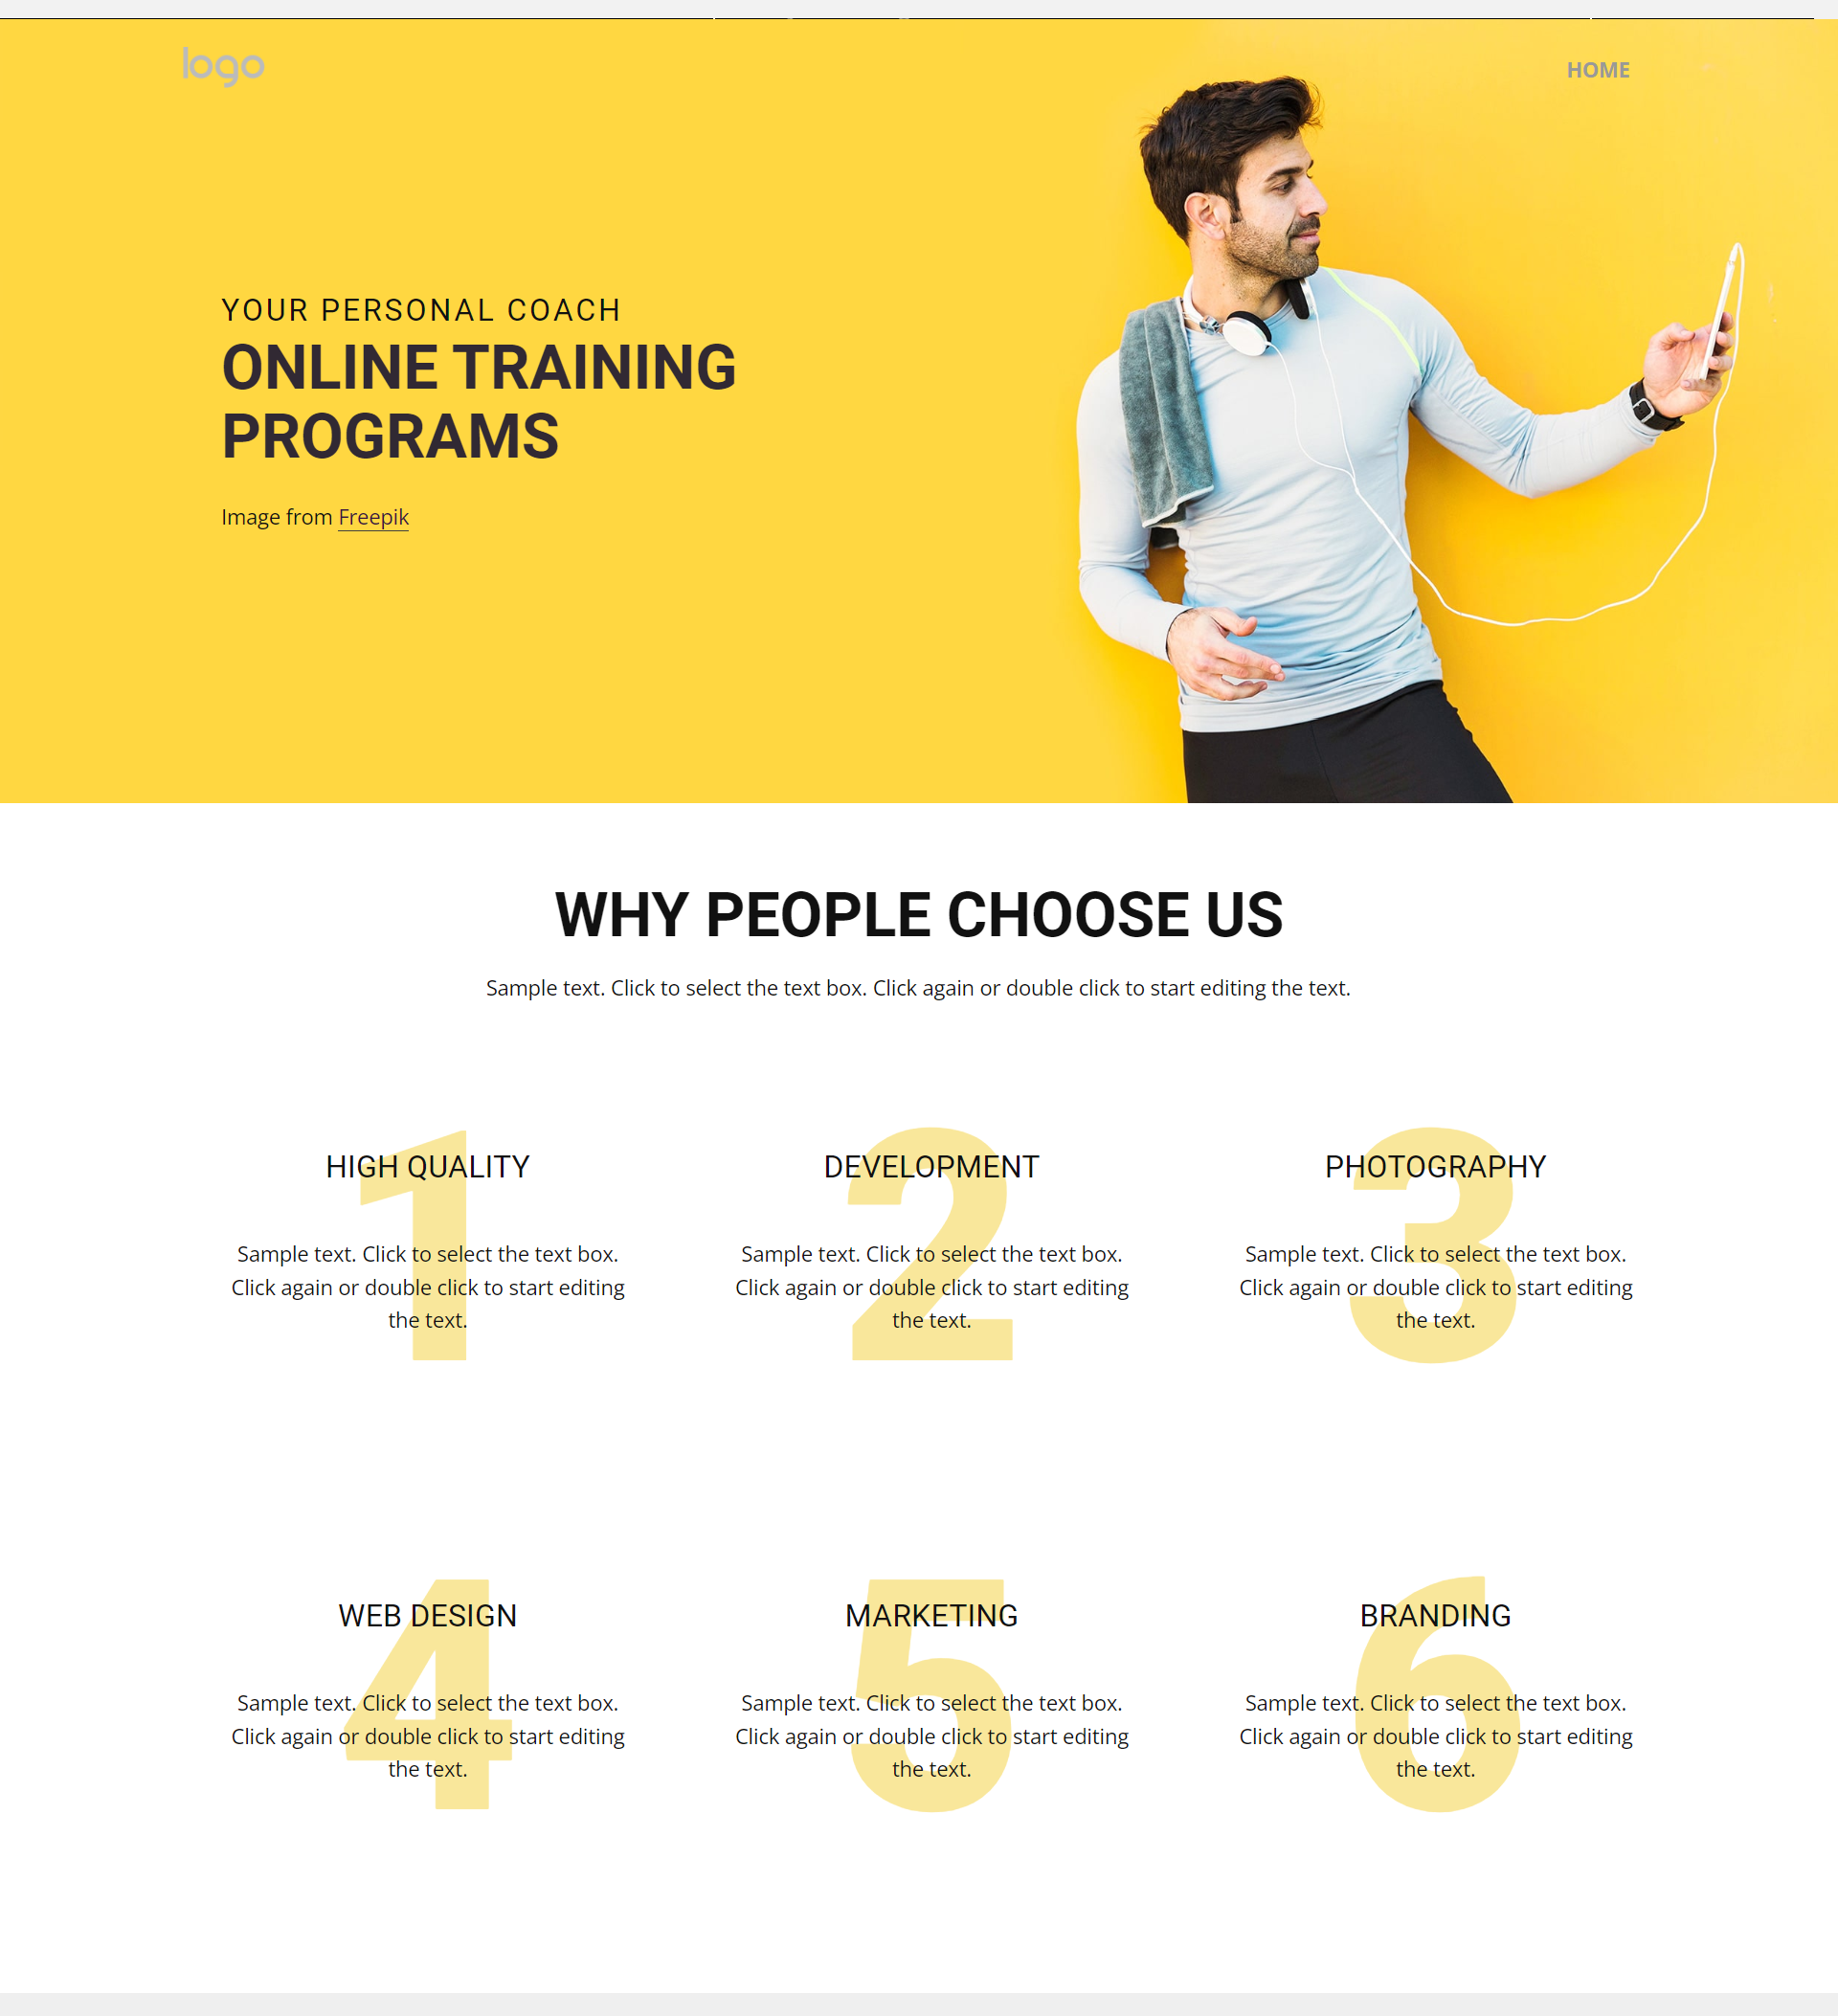 logo
HOME
YOUR PERSONAL COACH
ONLINE TRAINING
PROGRAMS
Image from Freepik
WHY PEOPLE CHOOSE US
Sample text. Click to select the text box. Click again or double click to start editing the text.
1
HIGH QUALITY
Sample text. Click to select the text box.
Click again or double click to start editing
the text.
2
DEVELOPMENT
Sample text. Click to select the text box.
Click again or double click to start editing
the text.
3
PHOTOGRAPHY
Sample text. Click to select the text box.
Click again or double click to start editing
the text.
4
WEB DESIGN
Sample text. Click to select the text box.
Click again or double click to start editing
the text.
5
MARKETING
Sample text. Click to select the text box.
Click again or double click to start editing
the text.
6
BRANDING
Sample text. Click to select the text box.
Click again or double click to start editing
the text.